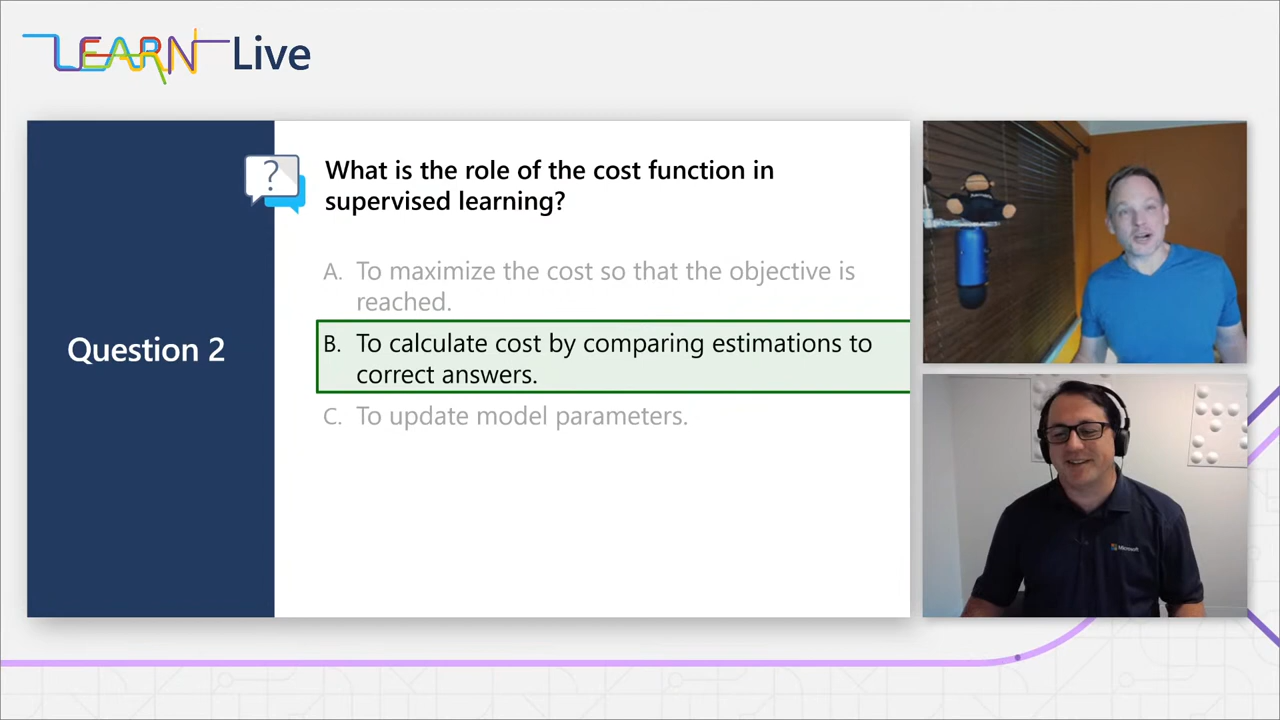 LEARN Live
What is the role of the cost function in
supervised learning?
A. To maximize the cost so that the objective is
reached.
B. To calculate cost by comparing estimations to
correct answers.
C. To update model parameters.
Question 2
Microsoft